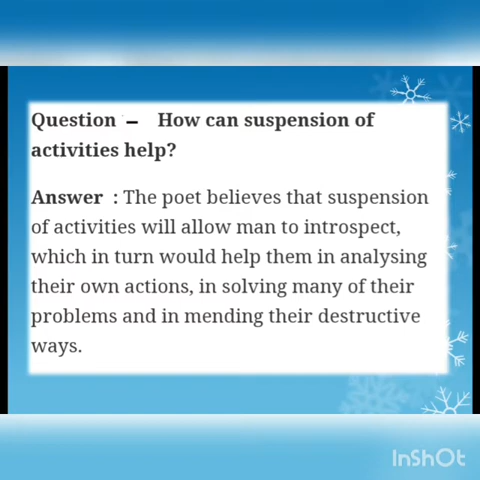 Question – How can suspension of
activities help?
Answer : The poet believes that suspension
of activities will allow man to introspect,
which in turn would help them in analysing
their own actions, in solving many of their
problems and in mending their destructive
ways.
InShOt